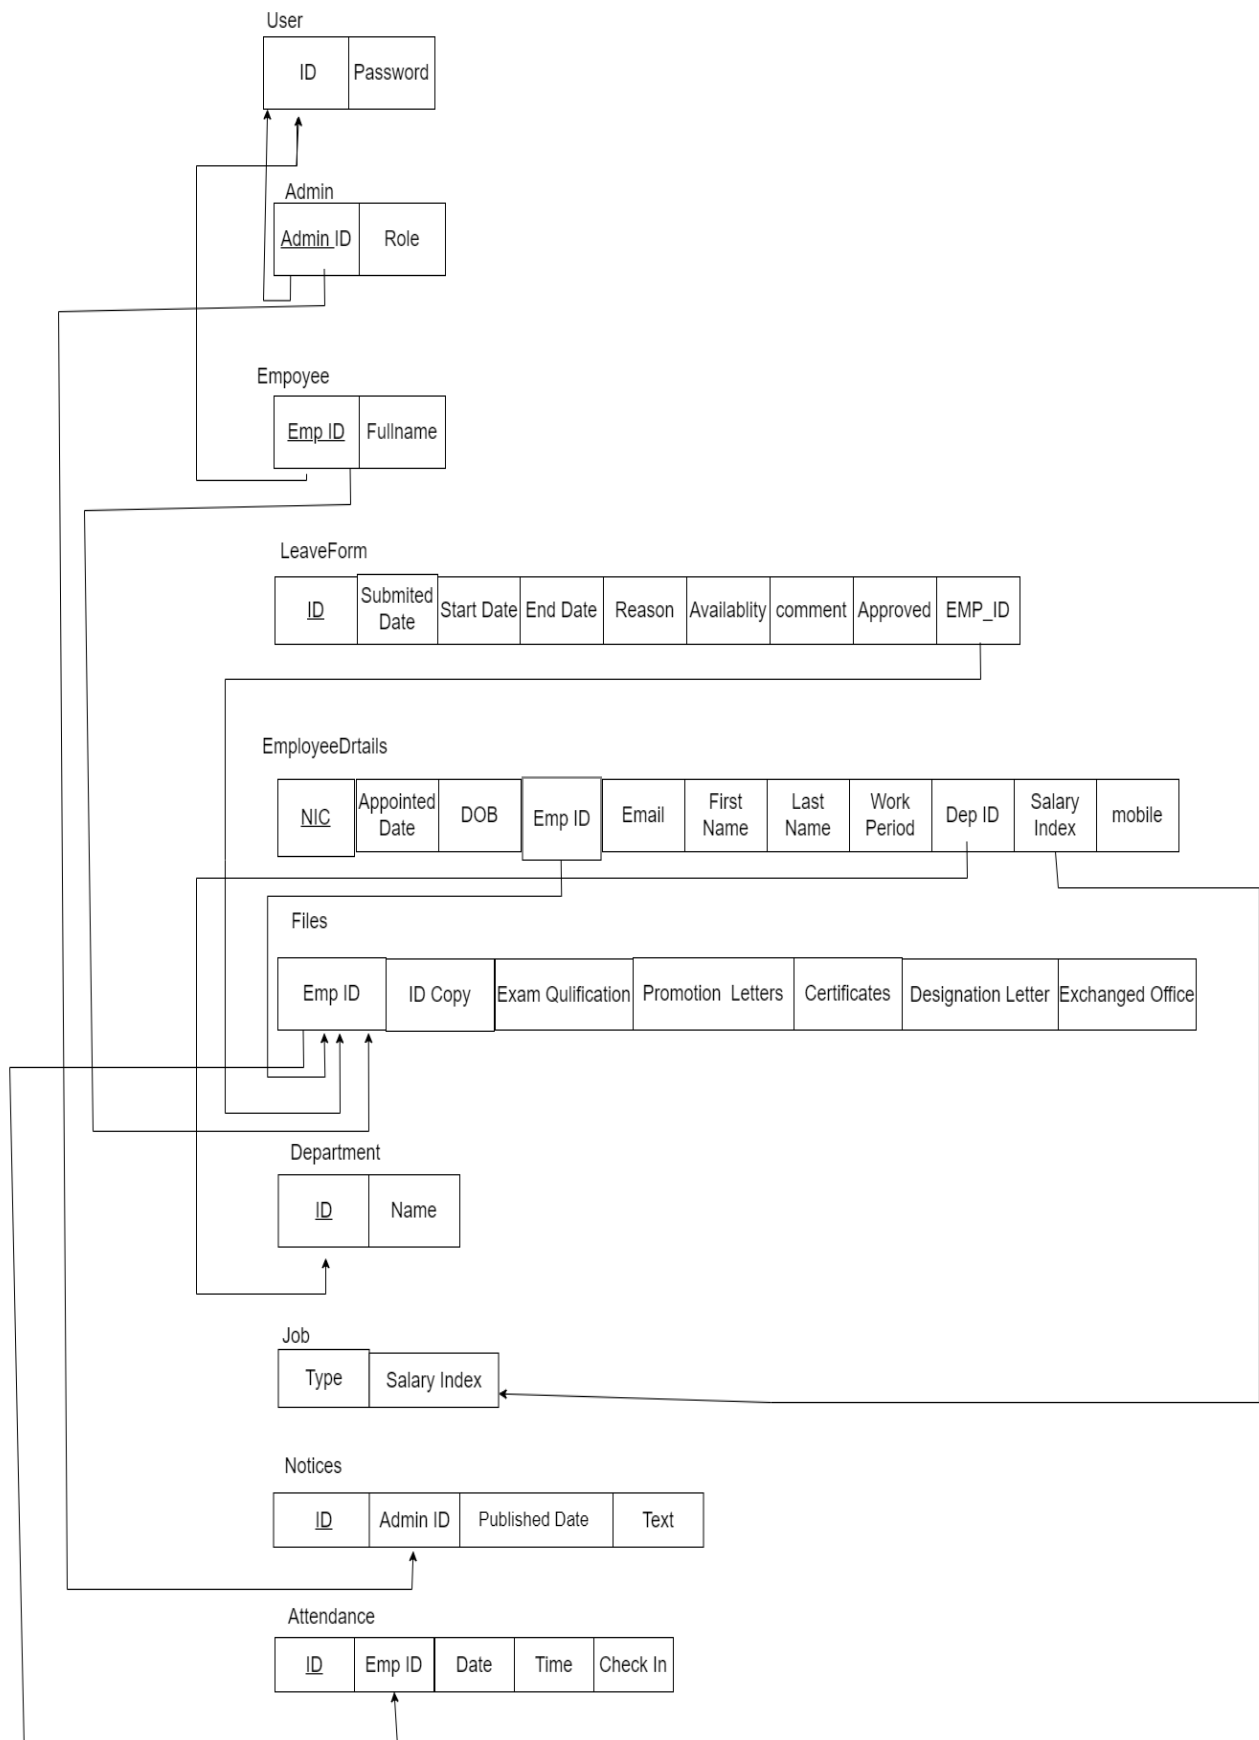 User
ID Password
Admin
Admin ID Role
Empoyee
Emp ID Fullname
LeaveForm
ID Submited Date Start Date End Date Reason Availablity comment Approved EMP_ID
EmployeeDrtails
NIC Appointed Date DOB Emp ID Email First Name Last Name Work Period Dep ID Salary Index mobile
Files
Emp ID ID Copy Exam Qulification Promotion Letters Certificates Designation Letter Exchanged Office
Department
ID Name
Job
Type Salary Index
Notices
ID Admin ID Published Date Text
Attendance
ID Emp ID Date Time Check In